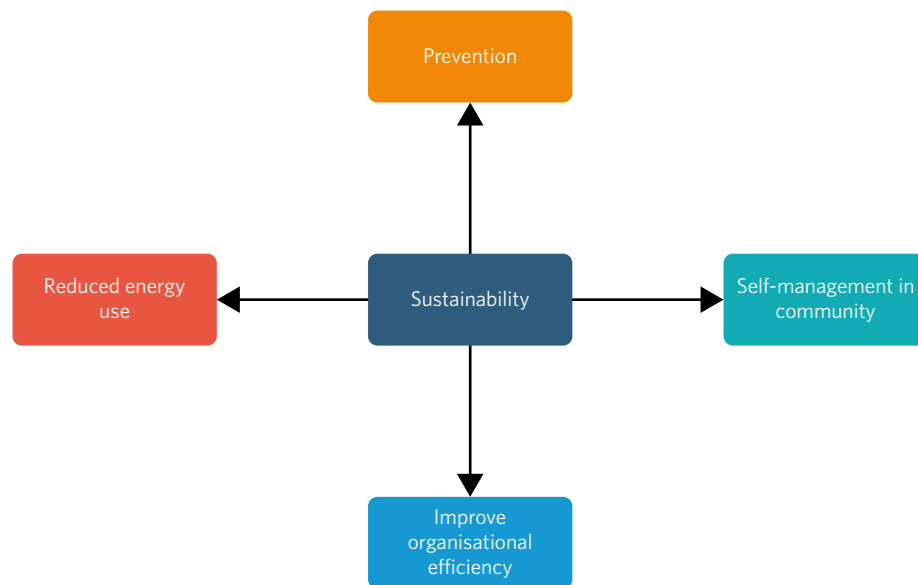 Prevention
Reduced energy
use
Sustainability
Self-management in
community
Improve
organisational
efficiency